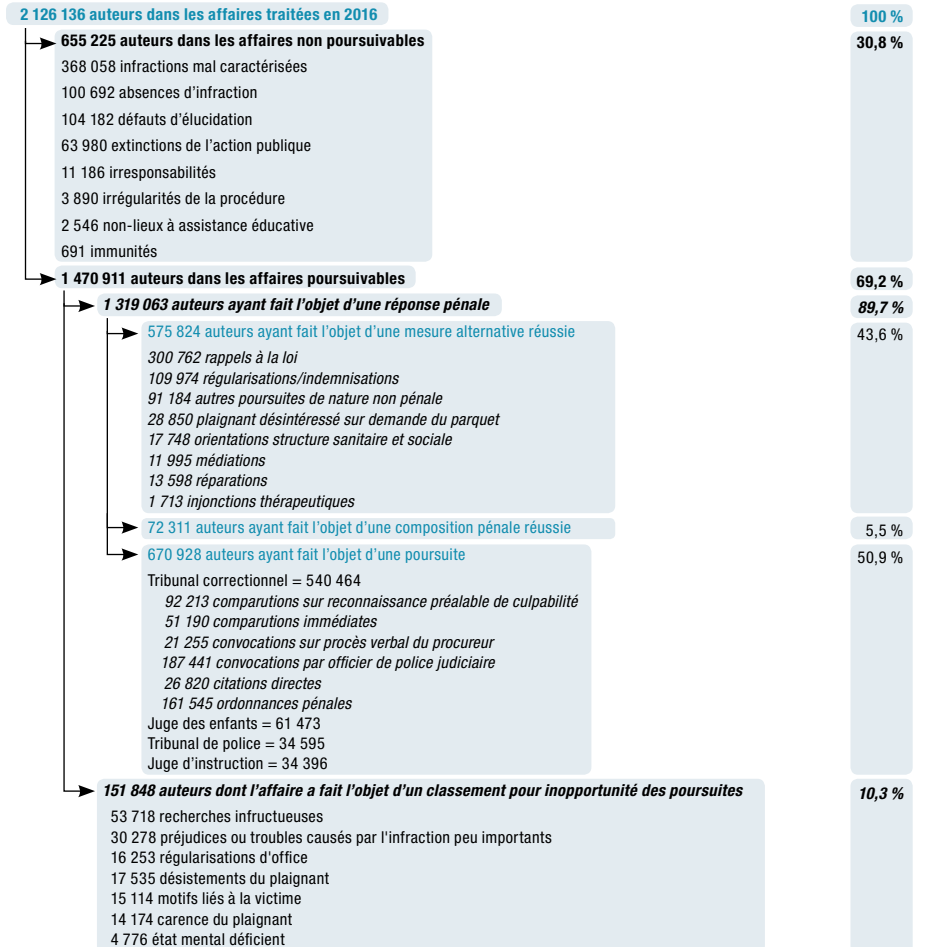 2 126 136 auteurs dans les affaires traitées en 2016 100 %
655 225 auteurs dans les affaires non poursuivables 30,8 %
368 058 infractions mal caractérisées
100 692 absences d’infraction
104 182 défauts d’élucidation
63 980 extinctions de l’action publique
11 186 irresponsabilités
3 890 irrégularités de la procédure
2 546 non-lieux à assistance éducative
691 immunités
1 470 911 auteurs dans les affaires poursuivables 69,2 %
1 319 063 auteurs ayant fait l’objet d’une réponse pénale 89,7 %
575 824 auteurs ayant fait l’objet d’une mesure alternative réussie 43,6 %
300 762 rappels à la loi
109 974 régularisations/indemnisations
91 184 autres poursuites de nature non pénale
28 850 plaignant désintéressé sur demande du parquet
17 748 orientations structure sanitaire et sociale
11 995 médiations
13 598 réparations
1 713 injonctions thérapeutiques
72 311 auteurs ayant fait l’objet d’une composition pénale réussie 5,5 %
670 928 auteurs ayant fait l’objet d’une poursuite 50,9 %
Tribunal correctionnel = 540 464
92 213 comparutions sur reconnaissance préalable de culpabilité
51 190 comparutions immédiates
21 255 convocations sur procès verbal du procureur
187 441 convocations par officier de police judiciaire
26 820 citations directes
161 545 ordonnances pénales
Juge des enfants = 61 473
Tribunal de police = 34 595
Juge d’instruction = 34 396
151 848 auteurs dont l’affaire a fait l’objet d’un classement pour inopportunité des poursuites 10,3 %
53 718 recherches infructueuses
30 278 préjudices ou troubles causés par l'infraction peu importants
16 253 régularisations d'office
17 535 désistements du plaignant
15 114 motifs liés à la victime
14 174 carence du plaignant
4 776 état mental déficient